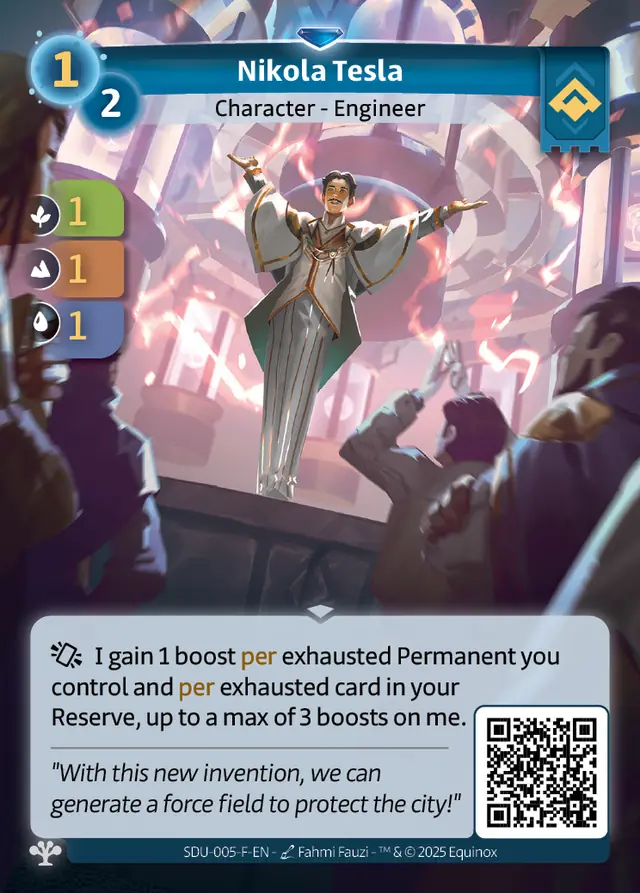 1
Nikola Tesla
2
Character - Engineer
1
1
1
I gain 1 boost per exhausted Permanent you
control and per exhausted card in your
Reserve, up to a max of 3 boosts on me.
"With this new invention, we can
generate a force field to protect the city!"
SDU-005-F-EN - Fahmi Fauzi - ™ & © 2025 Equinox